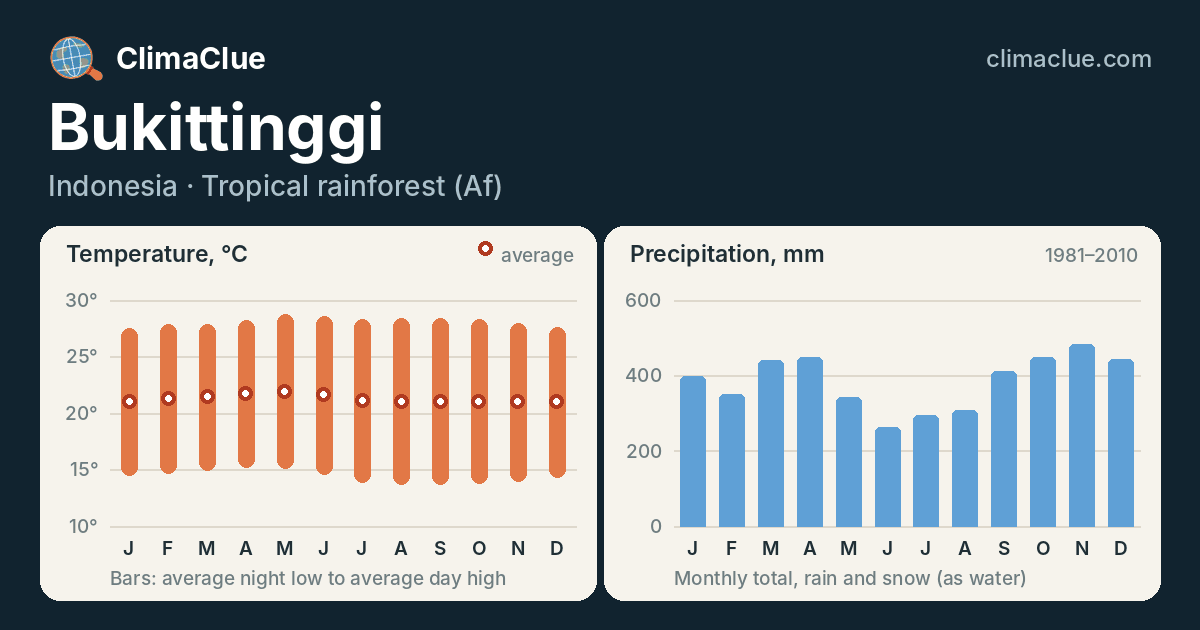 ClimaClue
climaclue.com
Bukittinggi
Indonesia · Tropical rainforest (Af)
Temperature, °C
average
30°
25°
20°
15°
10°
J F M A M J J A S O N D
Bars: average night low to average day high
Precipitation, mm
1981–2010
600
400
200
0
J F M A M J J A S O N D
Monthly total, rain and snow (as water)